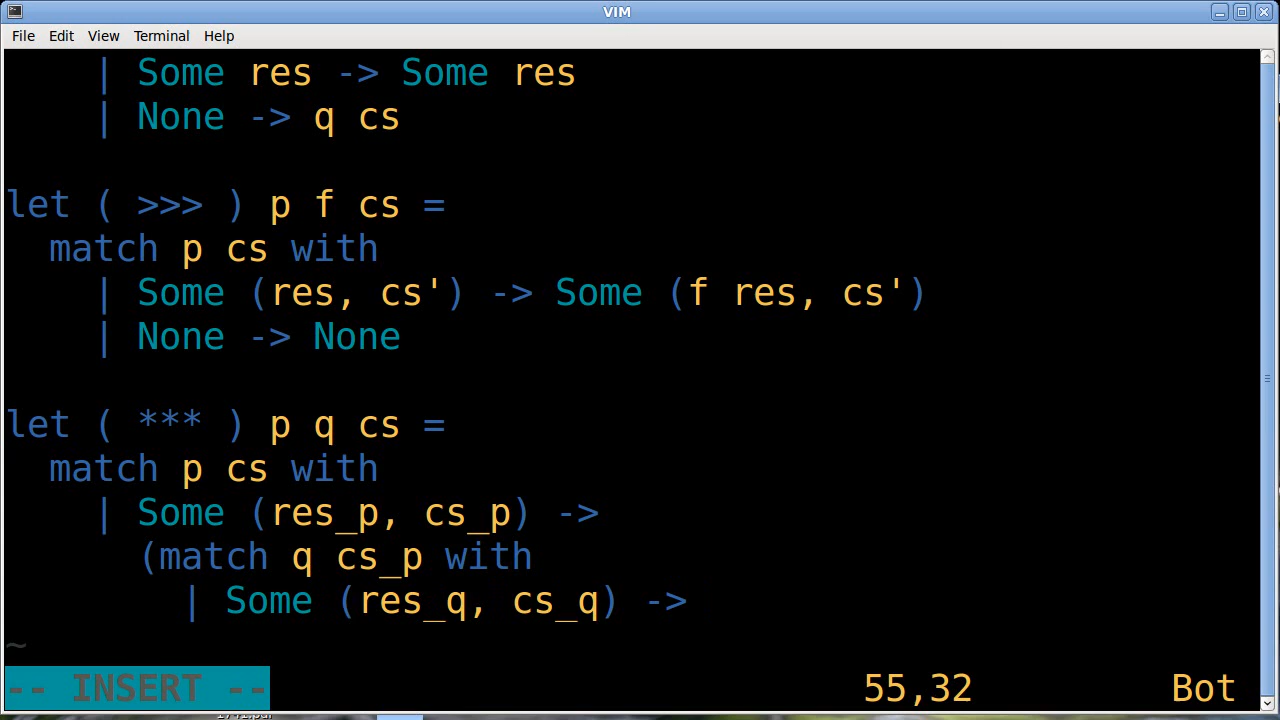 VIM
File Edit View Terminal Help
    | Some res -> Some res
    | None -> q cs
let ( >>> ) p f cs =
  match p cs with
    | Some (res, cs') -> Some (f res, cs')
    | None -> None
let ( *** ) p q cs =
  match p cs with
    | Some (res_p, cs_p) ->
      (match q cs_p with
        | Some (res_q, cs_q) ->
~
-- INSERT -- 55,32 Bot